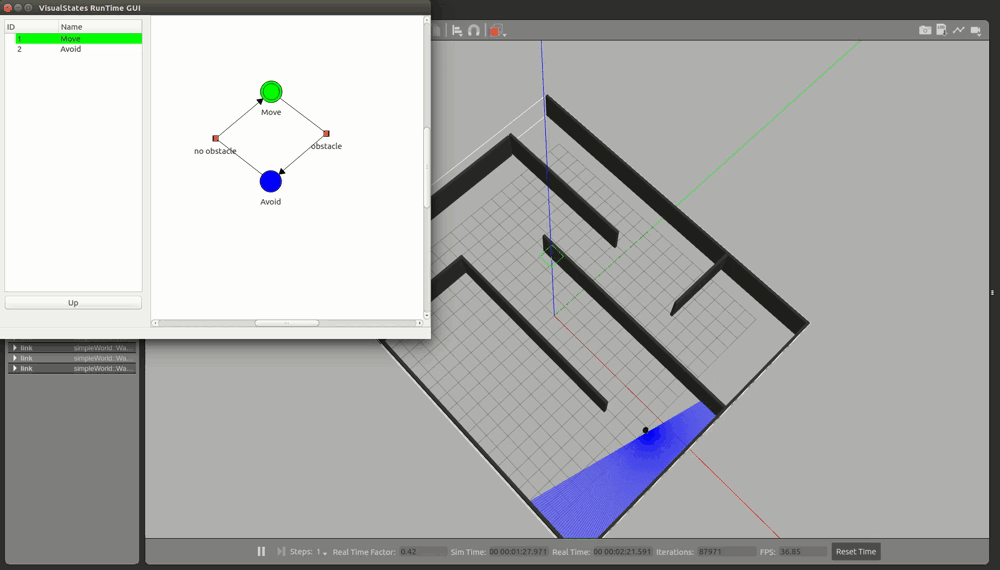 VisualStates RunTime GUI
ID Name
1 Move
2 Avoid
Move
no obstacle
obstacle
Avoid
Up
link simpleWorld::Wa...
link simpleWorld::Wa...
link simpleWorld::Wa...
Steps: 1 Real Time Factor: 0.42 Sim Time: 00 00:01:27.971 Real Time: 00 00:02:21.591 Iterations: 87971 FPS: 36.85 Reset Time